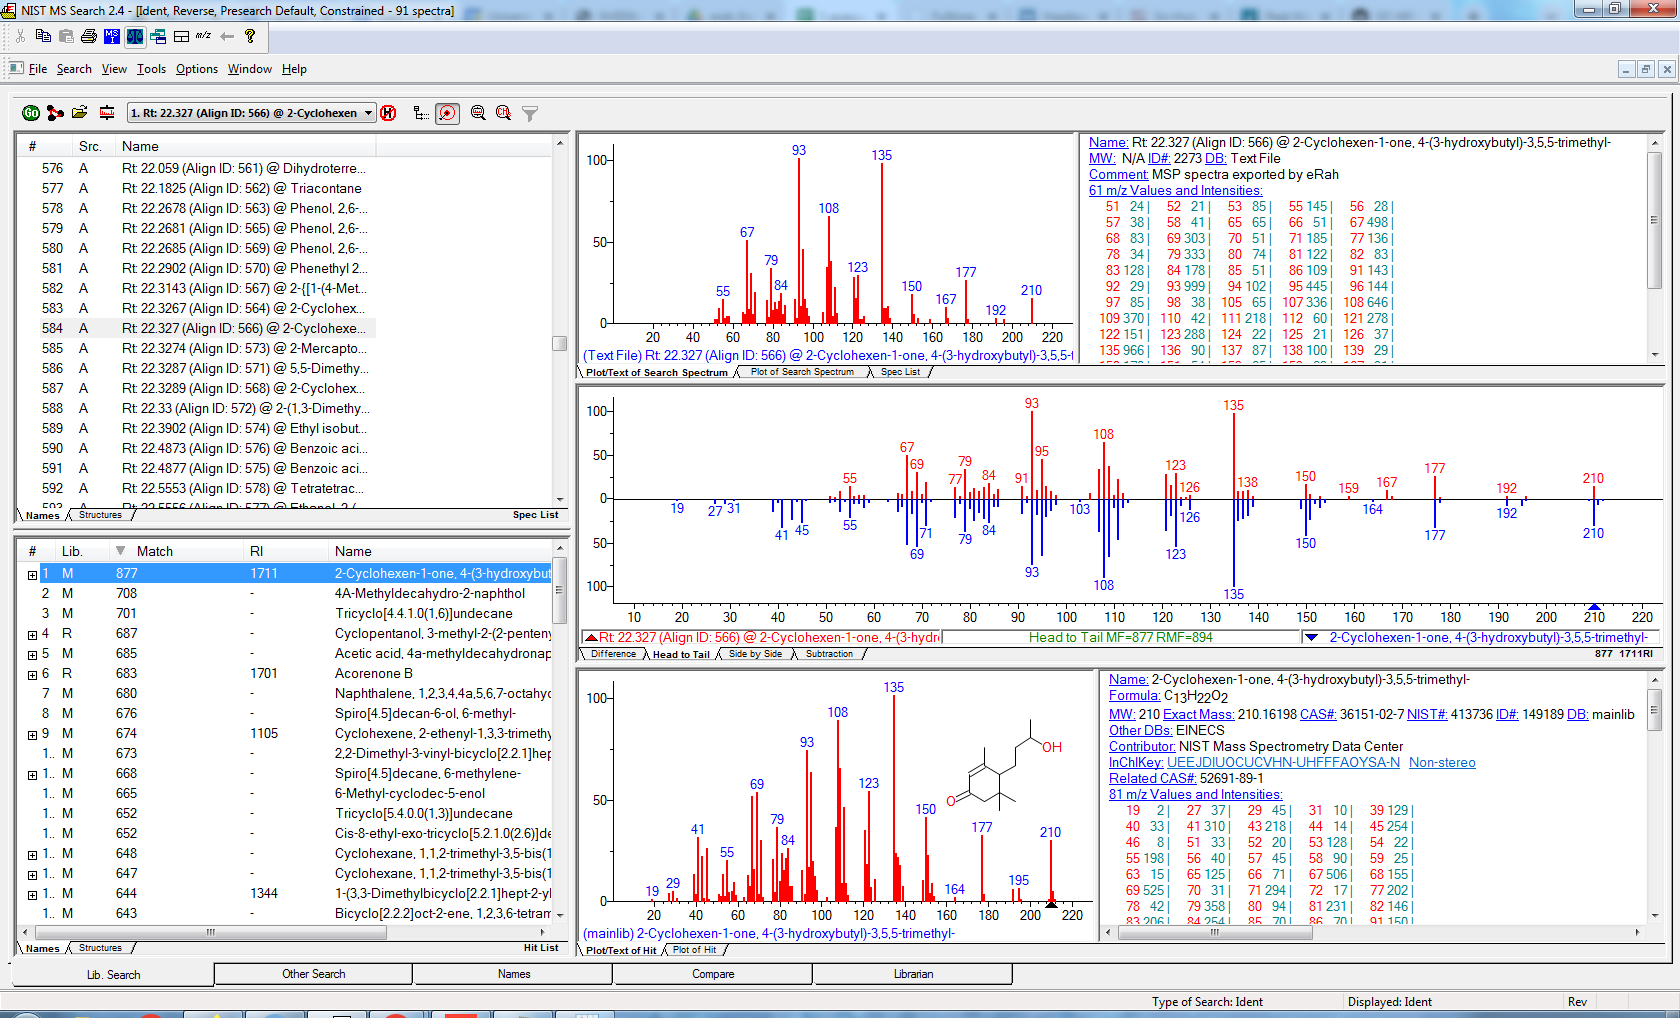 NIST MS Search 2.4 - [Ident, Reverse, Presearch Default, Constrained - 91 spectra]
File Search View Tools Options Window Help
1. Rt: 22.327 (Align ID: 566) @ 2-Cyclohexen
# Src. Name
576 A Rt: 22.059 (Align ID: 561) @ Dihydroterre...
577 A Rt: 22.1825 (Align ID: 562) @ Triacontane
578 A Rt: 22.2678 (Align ID: 563) @ Phenol, 2,6-...
579 A Rt: 22.2681 (Align ID: 565) @ Phenol, 2,6-...
580 A Rt: 22.2685 (Align ID: 569) @ Phenol, 2,6-...
581 A Rt: 22.2902 (Align ID: 570) @ Phenethyl 2...
582 A Rt: 22.3143 (Align ID: 567) @ 2-{[1-(4-Met...
583 A Rt: 22.3267 (Align ID: 564) @ 2-Cyclohex...
584 A Rt: 22.327 (Align ID: 566) @ 2-Cyclohexe...
585 A Rt: 22.3274 (Align ID: 573) @ 2-Mercapto...
586 A Rt: 22.3287 (Align ID: 571) @ 5,5-Dimethy...
587 A Rt: 22.3289 (Align ID: 568) @ 2-Cyclohex...
588 A Rt: 22.33 (Align ID: 572) @ 2-(1,3-Dimethy...
589 A Rt: 22.3902 (Align ID: 574) @ Ethyl isobut...
590 A Rt: 22.4873 (Align ID: 576) @ Benzoic aci...
591 A Rt: 22.4877 (Align ID: 575) @ Benzoic aci...
592 A Rt: 22.5553 (Align ID: 578) @ Tetratetrac...
Names Structures Spec List
# Lib. Match RI Name
1 M 877 1711 2-Cyclohexen-1-one, 4-(3-hydroxybut
2 M 708 - 4A-Methyldecahydro-2-naphthol
3 M 701 - Tricyclo[4.4.1.0(1,6)]undecane
4 R 687 - Cyclopentanol, 3-methyl-2-(2-penteny
5 M 685 - Acetic acid, 4a-methyldecahydronap
6 R 683 1701 Acorenone B
7 M 680 - Naphthalene, 1,2,3,4,4a,5,6,7-octahyd
8 M 676 - Spiro[4.5]decan-6-ol, 6-methyl-
9 M 674 1105 Cyclohexene, 2-ethenyl-1,3,3-trimethy
1.. M 673 - 2,2-Dimethyl-3-vinyl-bicyclo[2.2.1]hep
1.. M 668 - Spiro[4.5]decane, 6-methylene-
1.. M 665 - 6-Methyl-cyclodec-5-enol
1.. M 652 - Tricyclo[5.4.0.0(1,3)]undecane
1.. M 652 - Cis-8-ethyl-exo-tricyclo[5.2.1.0(2.6)]de
1.. M 648 - Cyclohexane, 1,1,2-trimethyl-3,5-bis(1
1.. M 647 - Cyclohexane, 1,1,2-trimethyl-3,5-bis(1
1.. M 644 1344 1-(3,3-Dimethylbicyclo[2.2.1]hept-2-yl
1.. M 643 - Bicyclo[2.2.2]oct-2-ene, 1,2,3,6-tetram
Names Structures Hit List
100 50 0
93 135 108 67 79 84 55 123 150 167 177 192 210
20 40 60 80 100 120 140 160 180 200 220
(Text File) Rt: 22.327 (Align ID: 566) @ 2-Cyclohexen-1-one, 4-(3-hydroxybutyl)-3,5,5-t
Plot/Text of Search Spectrum Plot of Search Spectrum Spec List
Name: Rt: 22.327 (Align ID: 566) @ 2-Cyclohexen-1-one, 4-(3-hydroxybutyl)-3,5,5-trimethyl-
MW: N/A ID#: 2273 DB: Text File
Comment: MSP spectra exported by eRah
61 m/z Values and Intensities:
51 24| 52 21| 53 85| 55 145| 56 28|
57 38| 58 41| 65 65| 66 51| 67 498|
68 83| 69 303| 70 51| 71 185| 77 136|
78 34| 79 333| 80 74| 81 122| 82 83|
83 128| 84 178| 85 51| 86 109| 91 143|
92 29| 93 999| 94 102| 95 445| 96 144|
97 85| 98 38| 105 65| 107 336| 108 646|
109 370| 110 42| 111 218| 112 60| 121 278|
122 151| 123 288| 124 22| 125 21| 126 37|
135 966| 136 90| 137 87| 138 100| 139 29|
100 50 0 50 100
93 135 108 67 95 69 79 77 84 55 91 123 126 138 150 159 167 177 192 210
19 27 31 41 45 55 69 71 79 84 93 103 108 123 126 135 150 164 177 192 210
10 20 30 40 50 60 70 80 90 100 110 120 130 140 150 160 170 180 190 200 210 220
Rt: 22.327 (Align ID: 566) @ 2-Cyclohexen-1-one, 4-(3-hydr Head to Tail MF=877 RMF=894 2-Cyclohexen-1-one, 4-(3-hydroxybutyl)-3,5,5-trimethyl-
Difference Head to Tail Side by Side Subtraction 877 1711RI
100 50 0
135 108 93 69 123 79 84 41 55 150 177 210 19 29 164 195
OH
O
20 40 60 80 100 120 140 160 180 200 220
(mainlib) 2-Cyclohexen-1-one, 4-(3-hydroxybutyl)-3,5,5-trimethyl-
Plot/Text of Hit Plot of Hit
Name: 2-Cyclohexen-1-one, 4-(3-hydroxybutyl)-3,5,5-trimethyl-
Formula: C13H22O2
MW: 210 Exact Mass: 210.16198 CAS#: 36151-02-7 NIST#: 413736 ID#: 149189 DB: mainlib
Other DBs: EINECS
Contributor: NIST Mass Spectrometry Data Center
InChIKey: UEEJDIUOCUCVHN-UHFFFAOYSA-N Non-stereo
Related CAS#: 52691-89-1
81 m/z Values and Intensities:
19 2| 27 37| 29 45| 31 10| 39 129|
40 33| 41 310| 43 218| 44 14| 45 254|
46 8| 51 33| 52 20| 53 128| 54 22|
55 198| 56 40| 57 45| 58 90| 59 25|
63 15| 65 125| 66 71| 67 506| 68 155|
69 525| 70 31| 71 294| 72 17| 77 202|
78 42| 79 358| 80 94| 81 231| 82 146|
83 206| 84 254| 85 70| 86 70| 91 150|
Lib. Search Other Search Names Compare Librarian
Type of Search: Ident Displayed: Ident Rev